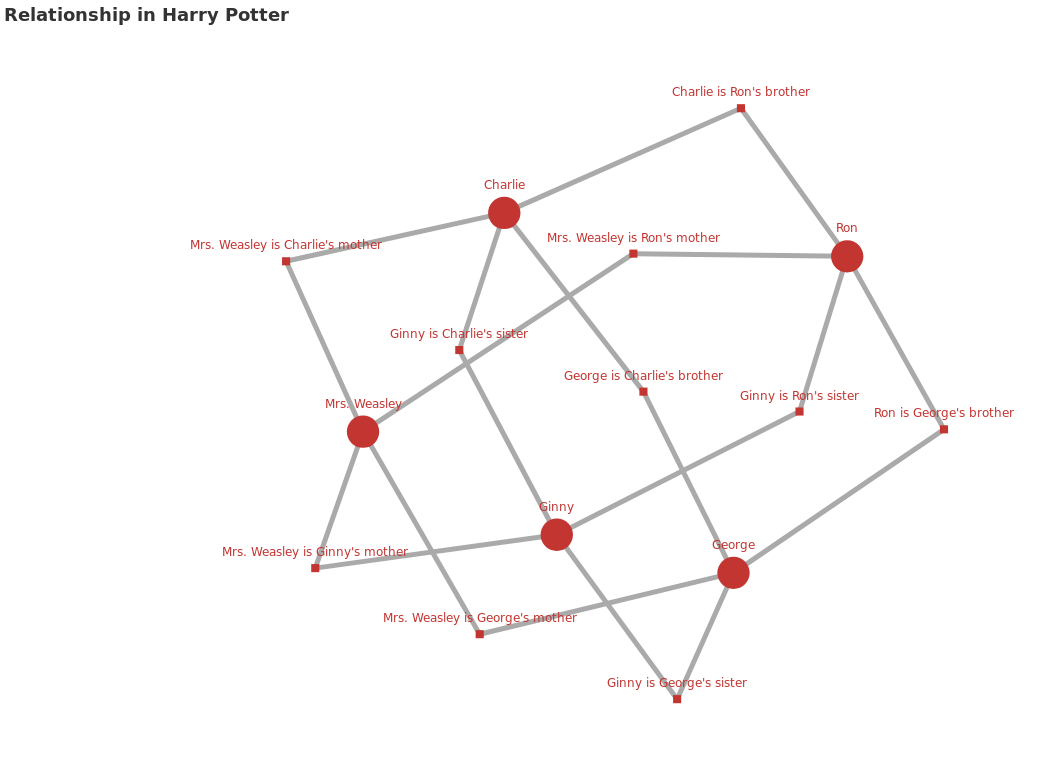 Relationship in Harry Potter
Charlie is Ron's brother
Charlie
Ron
Mrs. Weasley is Ron's mother
Mrs. Weasley is Charlie's mother
Ginny is Charlie's sister
George is Charlie's brother
Ginny is Ron's sister
Mrs. Weasley
Ron is George's brother
Ginny
George
Mrs. Weasley is Ginny's mother
Mrs. Weasley is George's mother
Ginny is George's sister